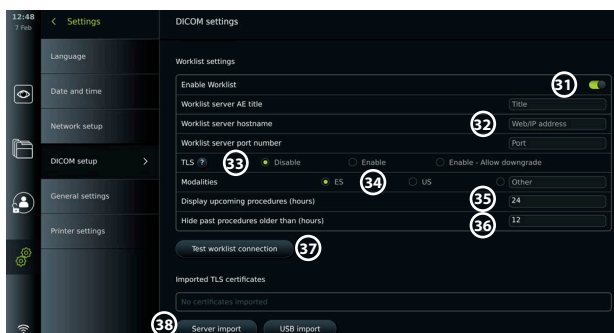 12:48
7 Feb
Settings
DICOM settings
Language
Date and time
Network setup
DICOM setup
General settings
Printer settings
Worklist settings
Enable Worklist 31
Worklist server AE title Title
Worklist server hostname 32 Web/IP address
Worklist server port number Port
TLS ? 33 Disable Enable Enable - Allow downgrade
Modalities ES 34 US Other
Display upcoming procedures (hours) 35 24
Hide past procedures older than (hours) 36 12
Test worklist connection 37
Imported TLS certificates
No certificates imported
38 Server import USB import